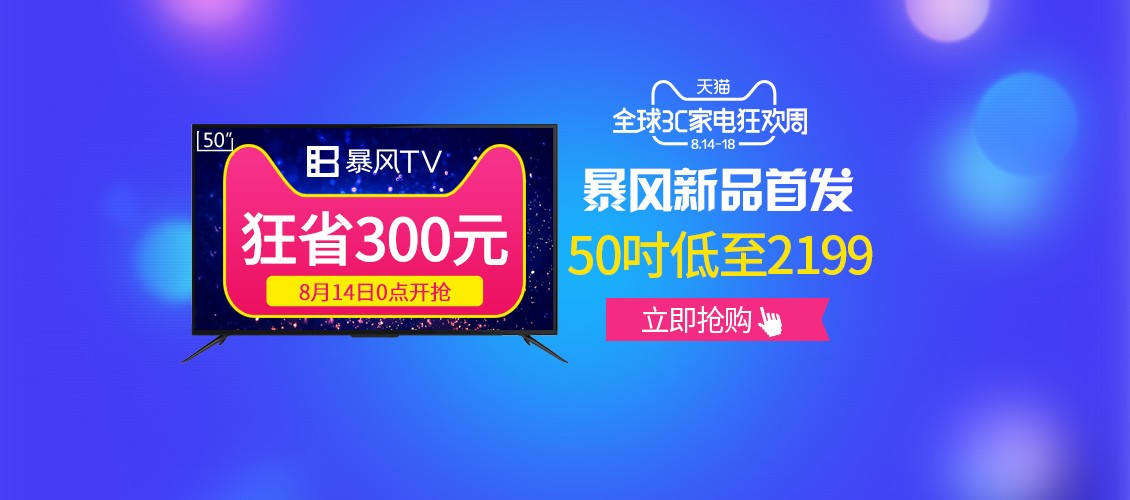 50"
暴风TV
狂省300元
8月14日0点开抢
天猫
全球3C家电狂欢周
8.14-18
暴风新品首发
50吋低至2199
立即抢购